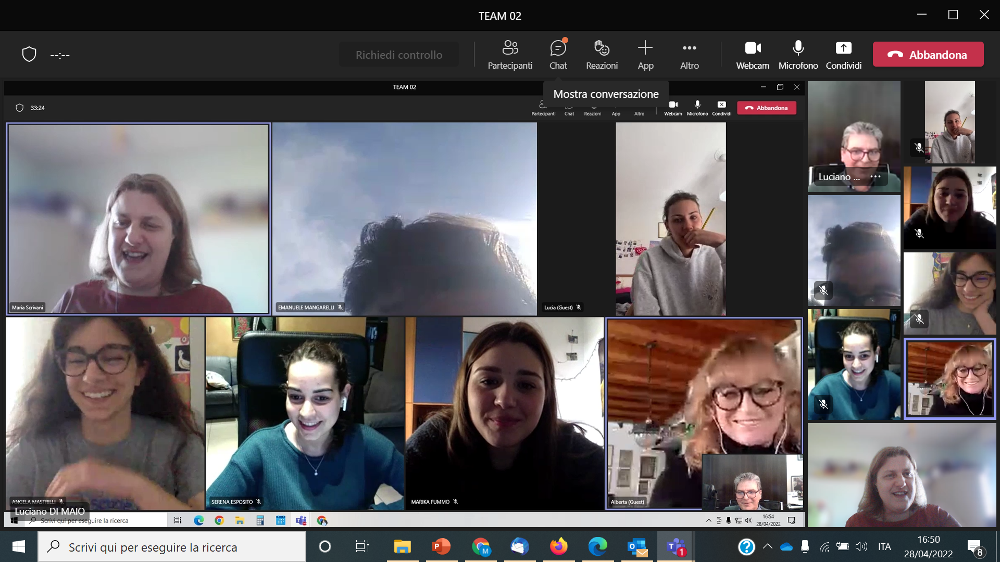 TEAM 02
--:--
Richiedi controllo
Partecipanti
Chat
Reazioni
App
Altro
Webcam
Microfono
Condividi
Abbandona
Mostra conversazione
TEAM 02
33:24
Partecipanti
Chat
Reazioni
App
Altro
Webcam
Microfono
Condividi
Abbandona
Maria Scrivani
EMANUELE MANGARELLI
Lucia (Guest)
Luciano ...
ANGELA MASTRILLI
SERENA ESPOSITO
MARIKA FUMMO
Alberta (Guest)
Luciano DI MAIO
Scrivi qui per eseguire la ricerca
16:54
28/04/2022
Scrivi qui per eseguire la ricerca
ITA
16:50
28/04/2022
8
1